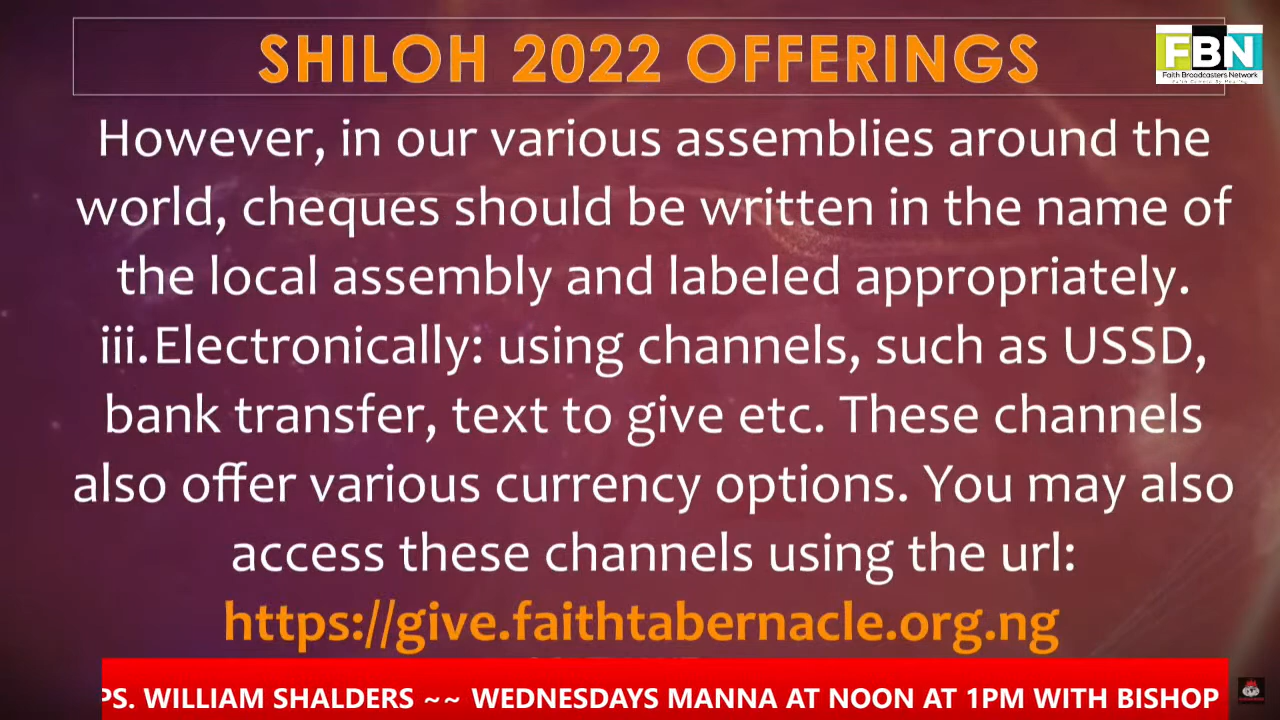 SHILOH 2022 OFFERINGS
FBN
Faith Broadcasters Network
However, in our various assemblies around the
world, cheques should be written in the name of
the local assembly and labeled appropriately.
iii.Electronically: using channels, such as USSD,
bank transfer, text to give etc. These channels
also offer various currency options. You may also
access these channels using the url:
https://give.faithtabernacle.org.ng
PS. WILLIAM SHALDERS ~~ WEDNESDAYS MANNA AT NOON AT 1PM WITH BISHOP